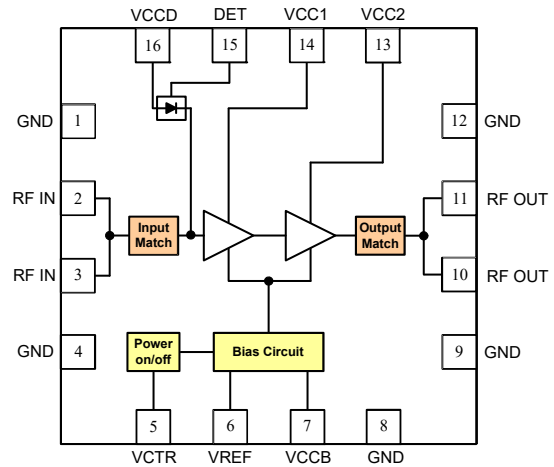 VCCD DET VCC1 VCC2
16 15 14 13
GND 1 12 GND
RF IN 2 11 RF OUT
Input
Match
Output
Match
RF IN 3 10 RF OUT
GND 4 9 GND
Power
on/off
Bias Circuit
5 6 7 8
VCTR VREF VCCB GND